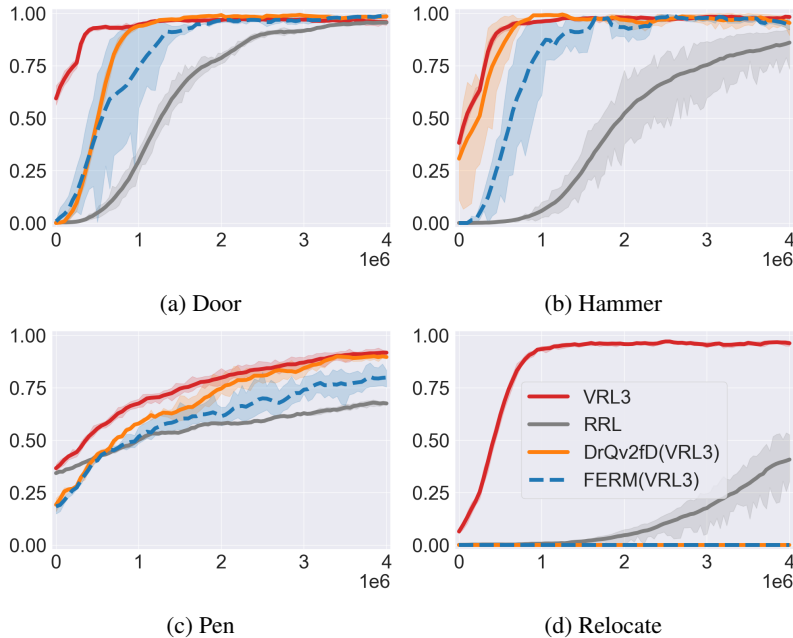 1.00
0.75
0.50
0.25
0.00
0 1 2 3 4
1e6
(a) Door
1.00
0.75
0.50
0.25
0.00
0 1 2 3 4
1e6
(b) Hammer
1.00
0.75
0.50
0.25
0.00
0 1 2 3 4
1e6
(c) Pen
1.00
0.75
0.50
0.25
0.00
VRL3
RRL
DrQv2fD(VRL3)
FERM(VRL3)
0 1 2 3 4
1e6
(d) Relocate